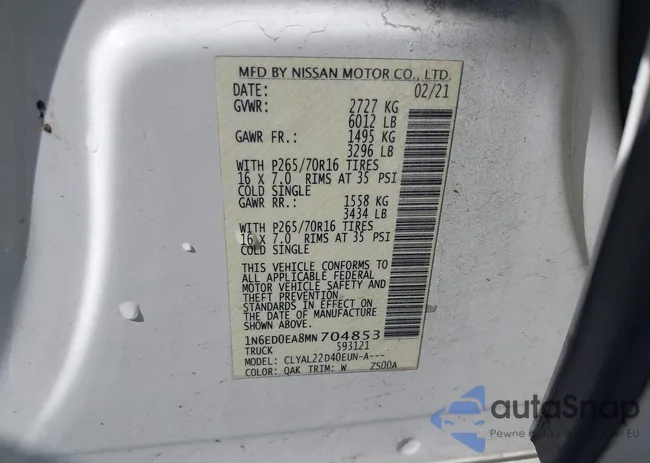 MFD BY NISSAN MOTOR CO., LTD.
DATE: 02/21
GVWR: 2727 KG
6012 LB
GAWR FR.: 1495 KG
3296 LB
WITH P265/70R16 TIRES
16 X 7.0 RIMS AT 35 PSI
COLD SINGLE
GAWR RR.: 1558 KG
3434 LB
WITH P265/70R16 TIRES
16 X 7.0 RIMS AT 35 PSI
COLD SINGLE
THIS VEHICLE CONFORMS TO
ALL APPLICABLE FEDERAL
MOTOR VEHICLE SAFETY AND
THEFT PREVENTION
STANDARDS IN EFFECT ON
THE DATE OF MANUFACTURE
SHOWN ABOVE.
1N6ED0EA8MN704853
TRUCK 593121
MODEL: CLYAL22D40EUN-A---
COLOR: QAK TRIM: W ZS00A
autoSnap
Pewne Auta z